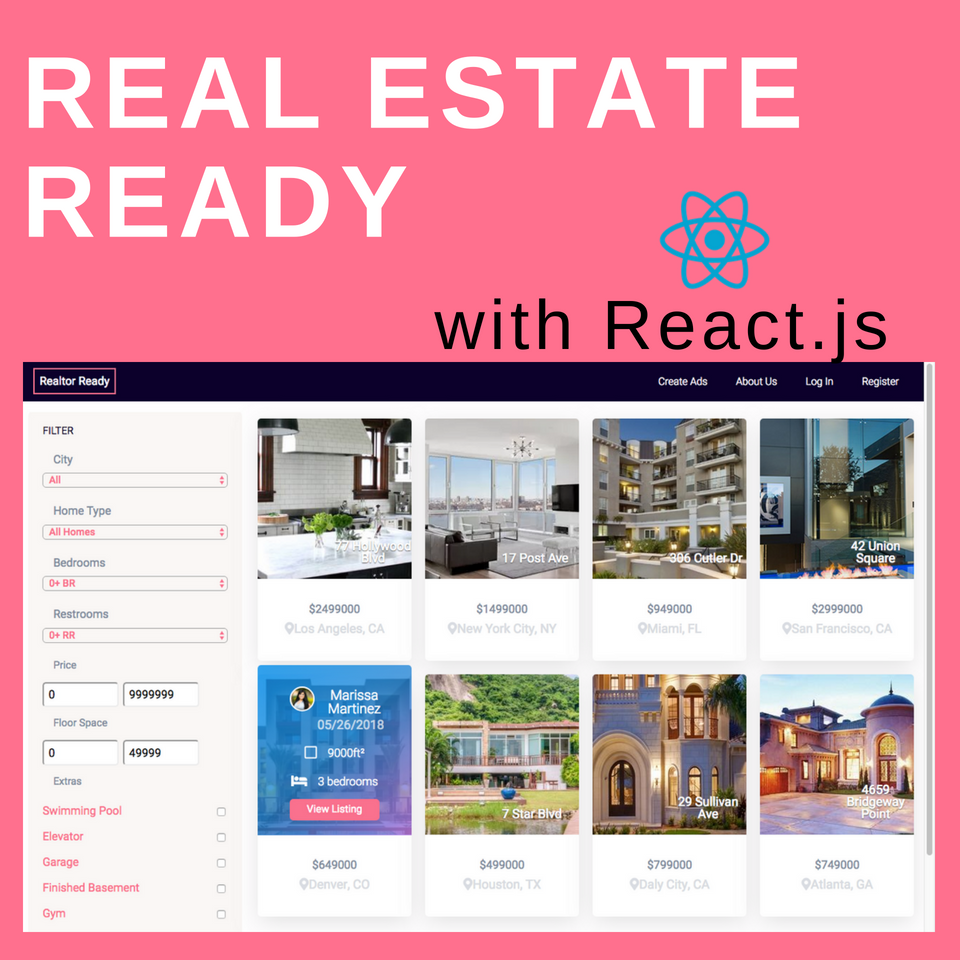 REAL ESTATE
READY
with React.js
Realtor Ready
Create Ads
About Us
Log In
Register
FILTER
City
All
Home Type
All Homes
Bedrooms
0+ BR
Restrooms
0+ RR
Price
0
9999999
Floor Space
0
49999
Extras
Swimming Pool
Elevator
Garage
Finished Basement
Gym
77 Hollywood
Blvd
$2499000
Los Angeles, CA
17 Post Ave
$1499000
New York City, NY
306 Cutler Dr
$949000
Miami, FL
42 Union
Square
$2999000
San Francisco, CA
Marissa
Martinez
05/26/2018
9000ft²
3 bedrooms
View Listing
$649000
Denver, CO
7 Star Blvd
$499000
Houston, TX
29 Sullivan
Ave
$799000
Daly City, CA
4659
Bridgeway
Point
$749000
Atlanta, GA